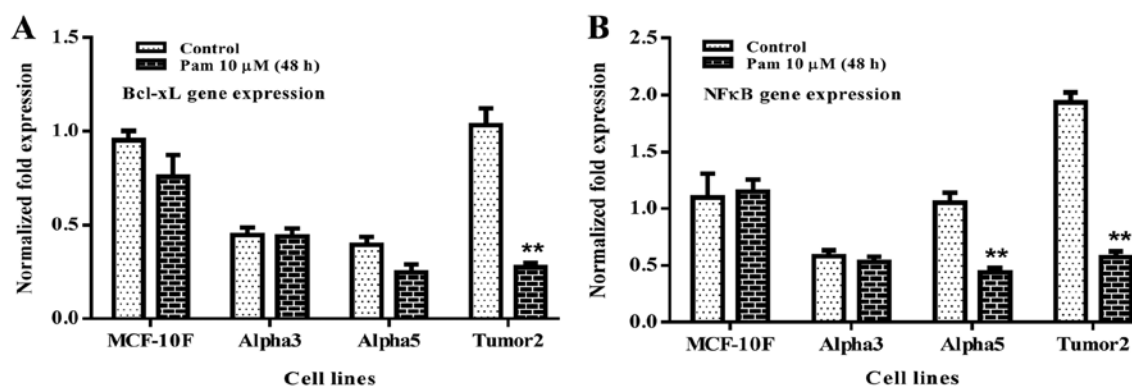 A
Normalized fold expression
1.5
1.0
0.5
0.0
Control
Pam 10 μM (48 h)
Bcl-xL gene expression
**
MCF-10F Alpha3 Alpha5 Tumor2
Cell lines
B
Normalized fold expression
2.5
2.0
1.5
1.0
0.5
0.0
Control
Pam 10 μM (48 h)
NFκB gene expression
**
**
MCF-10F Alpha3 Alpha5 Tumor2
Cell lines